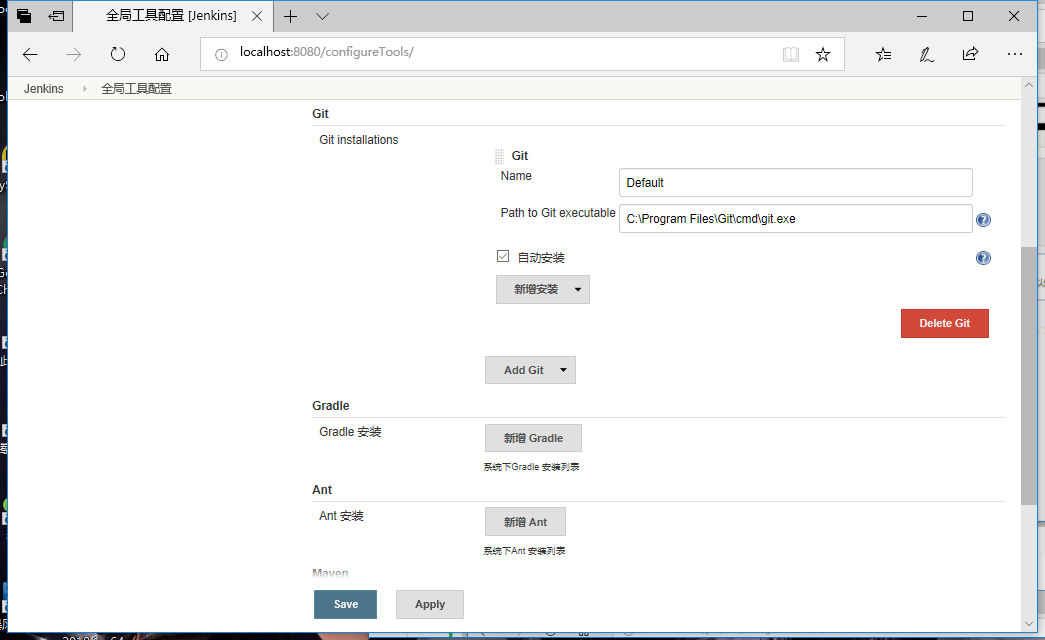 全局工具配置 [Jenkins]
localhost:8080/configureTools/
Jenkins 全局工具配置
Git
Git installations
Git
Name
Default
Path to Git executable
C:\Program Files\Git\cmd\git.exe
自动安装
新增安装
Delete Git
Add Git
Gradle
Gradle 安装
新增 Gradle
系统下Gradle 安装列表
Ant
Ant 安装
新增 Ant
系统下Ant 安装列表
Maven
Save
Apply